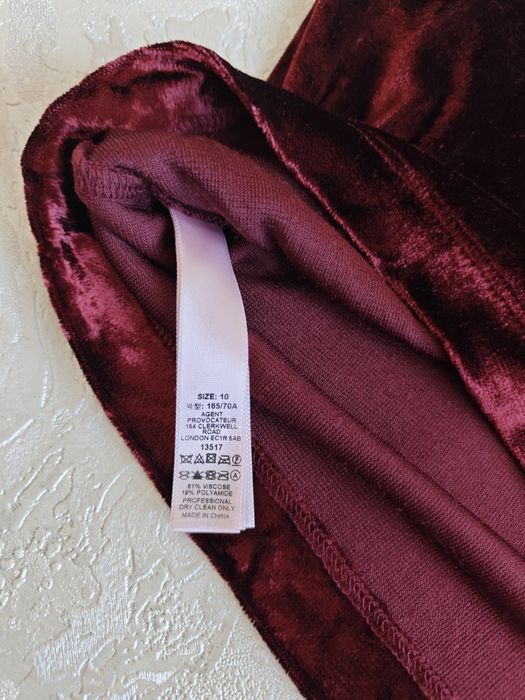 SIZE: 10
165/70A
AGENT
PROVOCATEUR
154 CLERKWELL
ROAD
LONDON EC1R 5AB
13517
81% VISCOSE
19% POLYAMIDE
PROFESSIONAL
DRY CLEAN ONLY
MADE IN CHINA